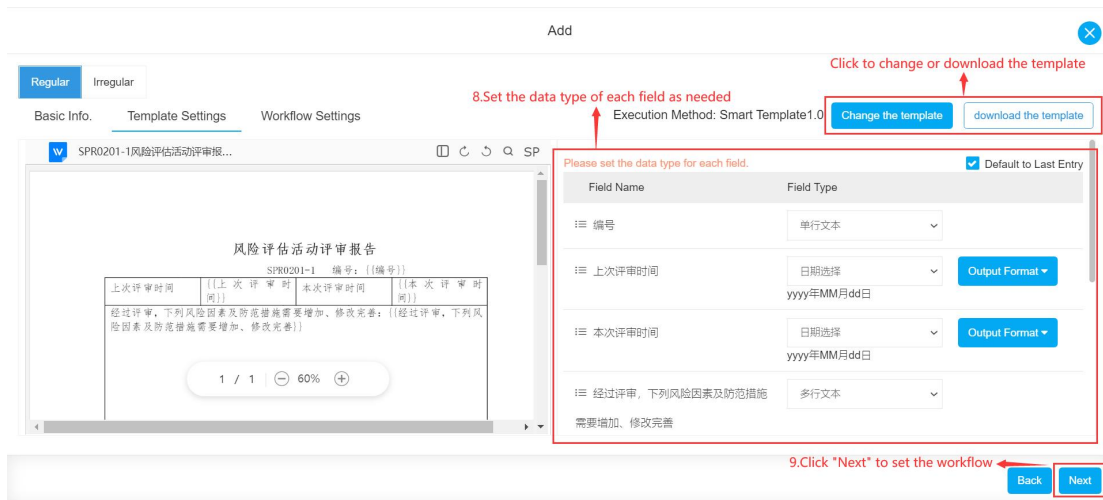 Add
Click to change or download the template
Regular Irregular
8.Set the data type of each field as needed
Basic Info. Template Settings Workflow Settings
Execution Method: Smart Template1.0 Change the template download the template
W SPR0201-1风险评估活动评审报... SP
Please set the data type for each field. Default to Last Entry
Field Name Field Type
编号 单行文本
上次评审时间 日期选择 Output Format
yyyy年MM月dd日
本次评审时间 日期选择 Output Format
yyyy年MM月dd日
经过评审，下列风险因素及防范措施 多行文本
需要增加、修改完善
风险评估活动评审报告
SPR0201-1 编号：{{编号}}
上次评审时间 {{上次评审时 本次评审时间 {{本次评审时
间}} 间}}
经过评审，下列风险因素及防范措施需要增加、修改完善：{{经过评审，下列风
险因素及防范措施需要增加、修改完善}}
1 / 1 60%
9.Click "Next" to set the workflow
Back Next